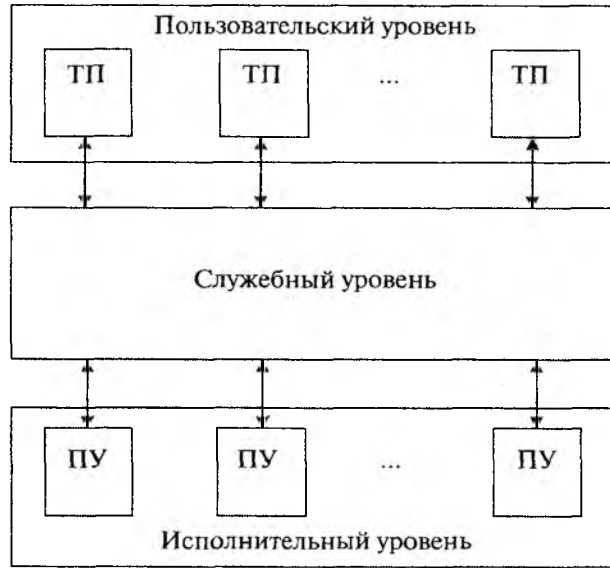 Пользовательский уровень
ТП ТП ... ТП
Служебный уровень
ПУ ПУ ... ПУ
Исполнительный уровень